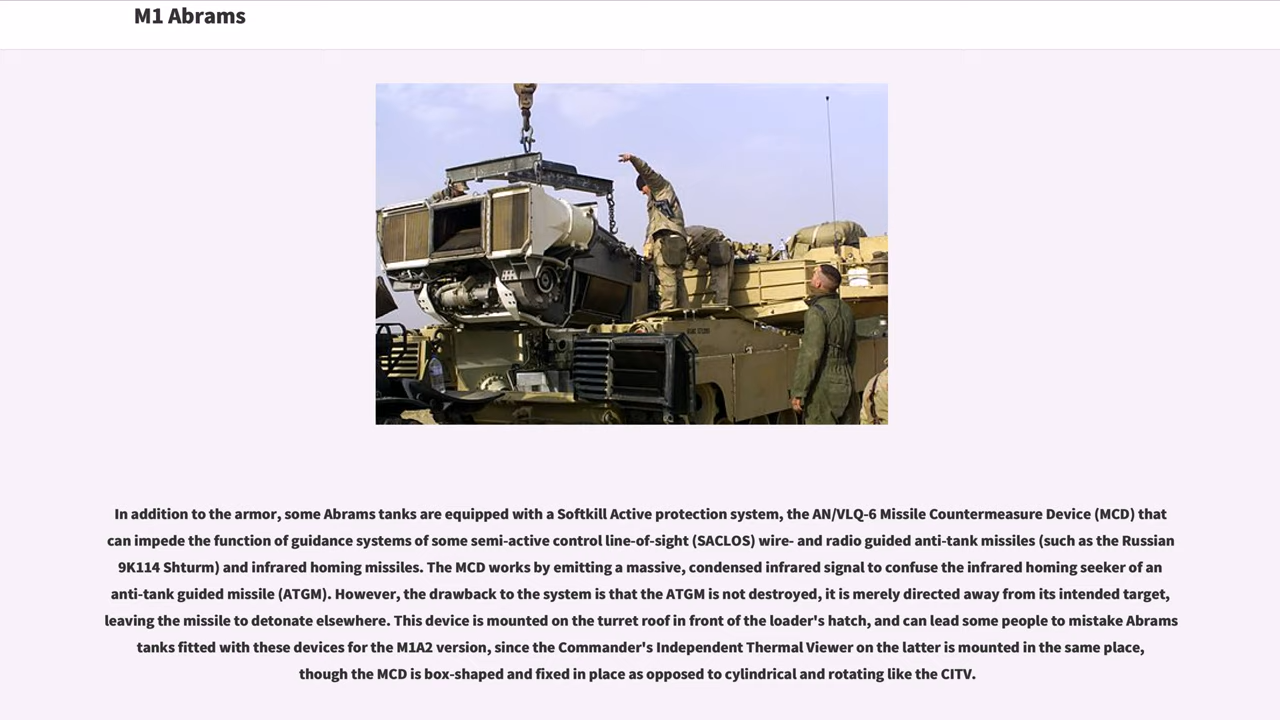 M1 Abrams
In addition to the armor, some Abrams tanks are equipped with a Softkill Active protection system, the AN/VLQ-6 Missile Countermeasure Device (MCD) that
can impede the function of guidance systems of some semi-active control line-of-sight (SACLOS) wire- and radio guided anti-tank missiles (such as the Russian
9K114 Shturm) and infrared homing missiles. The MCD works by emitting a massive, condensed infrared signal to confuse the infrared homing seeker of an
anti-tank guided missile (ATGM). However, the drawback to the system is that the ATGM is not destroyed, it is merely directed away from its intended target,
leaving the missile to detonate elsewhere. This device is mounted on the turret roof in front of the loader's hatch, and can lead some people to mistake Abrams
tanks fitted with these devices for the M1A2 version, since the Commander's Independent Thermal Viewer on the latter is mounted in the same place,
though the MCD is box-shaped and fixed in place as opposed to cylindrical and rotating like the CITV.